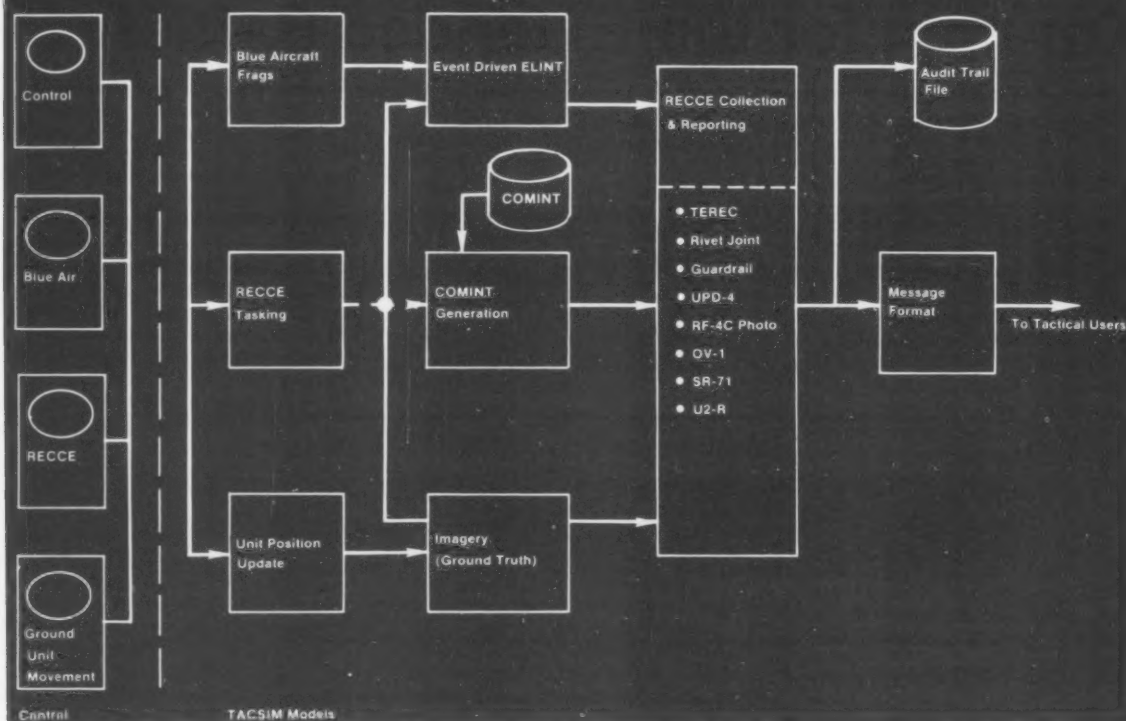 Control
Blue Air
RECCE
Ground
Unit
Movement
Control
Blue Aircraft
Frags
RECCE
Tasking
Unit Position
Update
Event Driven ELINT
COMINT
COMINT
Generation
Imagery
(Ground Truth)
RECCE Collection
& Reporting
• TEREC
• Rivet Joint
• Guardrail
• UPD-4
• RF-4C Photo
• OV-1
• SR-71
• U2-R
Audit Trail
File
Message
Format
To Tactical Users
TACSIM Models